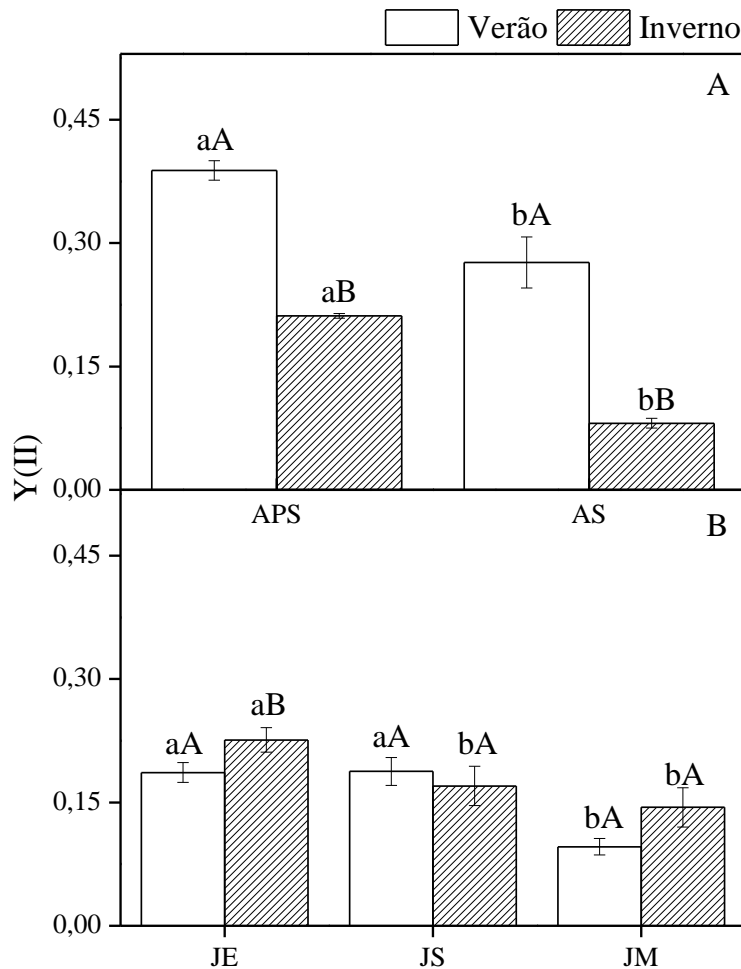 Verão Inverno
A
0,45
aA
bA
0,30
aB
0,15
bB
Y(II)
0,00
APS AS
B
0,45
0,30
aB
aA aA bA
bA
bA
0,15
0,00
JE JS JM